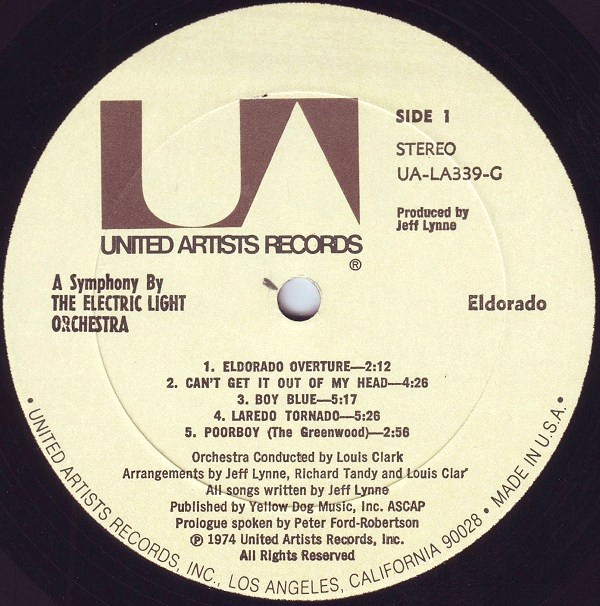 UA
UNITED ARTISTS RECORDS
®
SIDE 1
STEREO
UA-LA339-G
Produced by
Jeff Lynne
A Symphony By
THE ELECTRIC LIGHT
ORCHESTRA
Eldorado
1. ELDORADO OVERTURE—2:12
2. CAN'T GET IT OUT OF MY HEAD—4:26
3. BOY BLUE—5:17
4. LAREDO TORNADO—5:26
5. POORBOY (The Greenwood)—2:56
Orchestra Conducted by Louis Clark
Arrangements by Jeff Lynne, Richard Tandy and Louis Clar
All songs written by Jeff Lynne
Published by Yellow Dog Music, Inc. ASCAP
Prologue spoken by Peter Ford-Robertson
℗ 1974 United Artists Records, Inc.
All Rights Reserved
• UNITED ARTISTS RECORDS, INC., LOS ANGELES, CALIFORNIA 90028 • MADE IN U.S.A. •